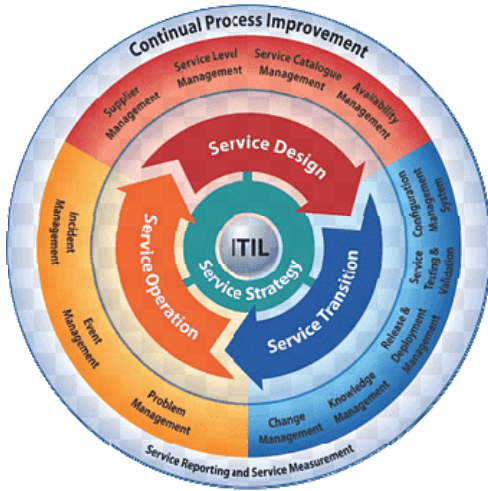 Continual Process Improvement
Supplier
Management
Service Level
Management
Service Catalogue
Management
Availability
Management
Configuration
Management
System
Service
Testing &
Validation
Release &
Deployment
Management
Knowledge
Management
Change
Management
Problem
Management
Event
Management
Incident
Management
Service Design
Service Transition
Service Operation
Service Strategy
ITIL
Service Reporting and Service Measurement